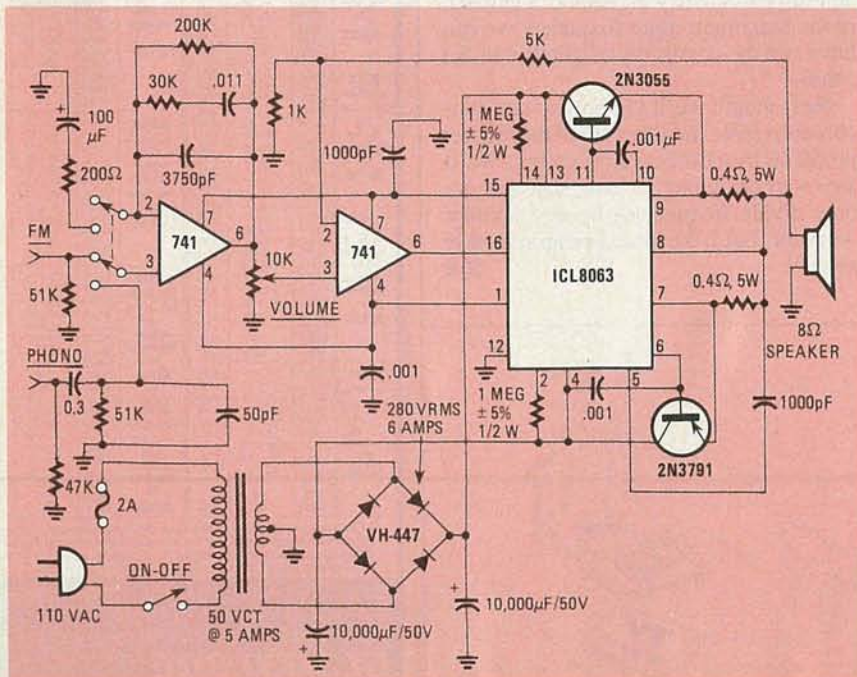 200K
30K
.011
100
µF
200Ω
3750pF
1K
5K
2N3055
1 MEG
± 5%
1/2 W
.001µF
1000pF
14
13
11
10
15
9
0.4Ω, 5W
2
7
741
6
3
4
FM
51K
10K
VOLUME
2
7
741
6
3
4
16
ICL8063
8
1
7
0.4Ω, 5W
12
2
4
5
6
8Ω
SPEAKER
.001
PHONO
0.3
51K
50pF
47K
280 VRMS
6 AMPS
1 MEG
± 5%
1/2 W
.001
1000pF
2N3791
2A
VH-447
110 VAC
ON-OFF
50 VCT
@ 5 AMPS
+
10,000µF/50V
+
10,000µF/50V